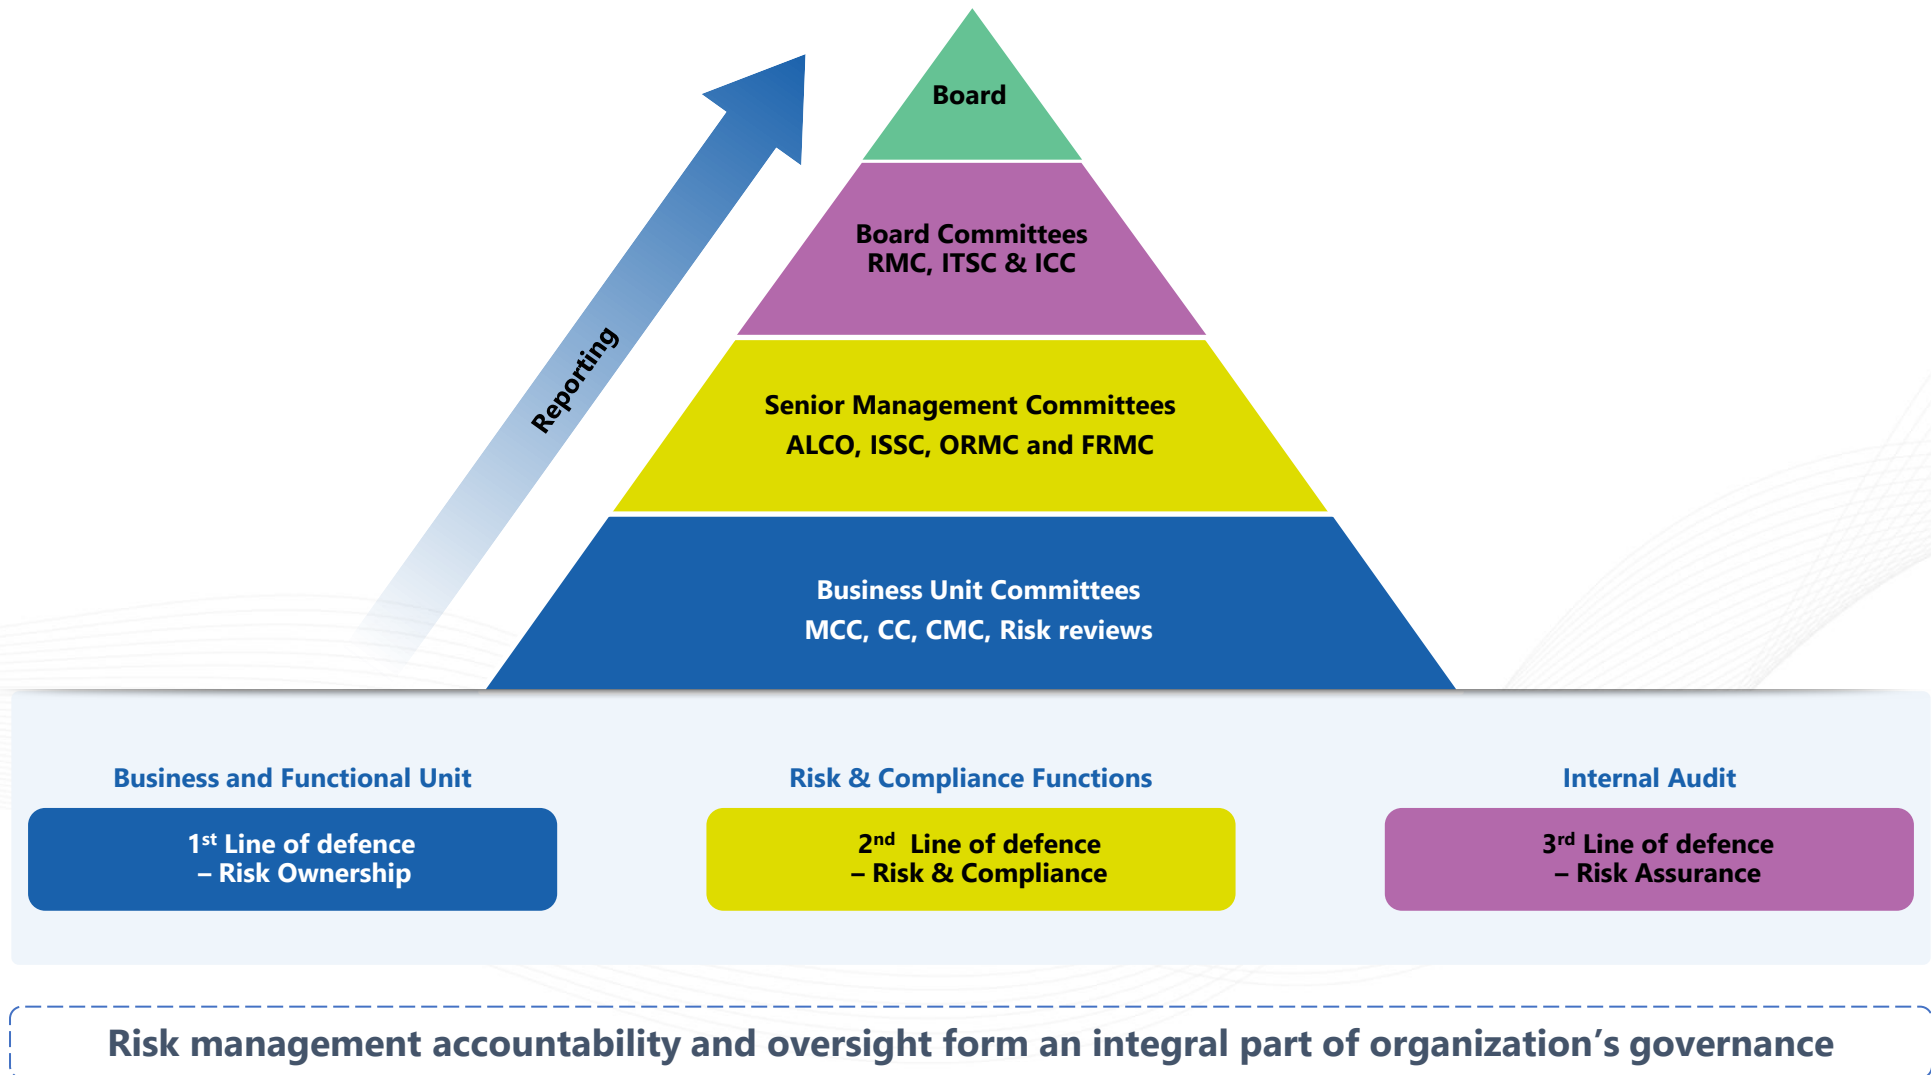 Board
Board Committees
RMC, ITSC & ICC
Reporting
Senior Management Committees
ALCO, ISSC, ORMC and FRMC
Business Unit Committees
MCC, CC, CMC, Risk reviews
Business and Functional Unit
1st Line of defence
– Risk Ownership
Risk & Compliance Functions
2nd Line of defence
– Risk & Compliance
Internal Audit
3rd Line of defence
– Risk Assurance
Risk management accountability and oversight form an integral part of organization’s governance